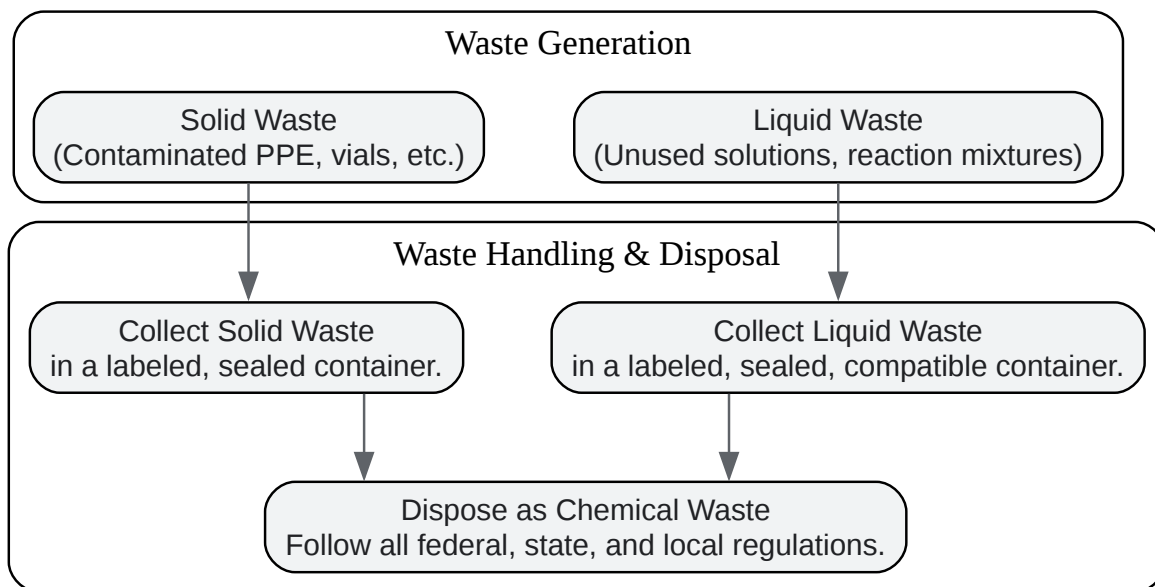 Waste Generation
Solid Waste
(Contaminated PPE, vials, etc.)
Liquid Waste
(Unused solutions, reaction mixtures)
Waste Handling & Disposal
Collect Solid Waste
in a labeled, sealed container.
Collect Liquid Waste
in a labeled, sealed, compatible container.
Dispose as Chemical Waste
Follow all federal, state, and local regulations.